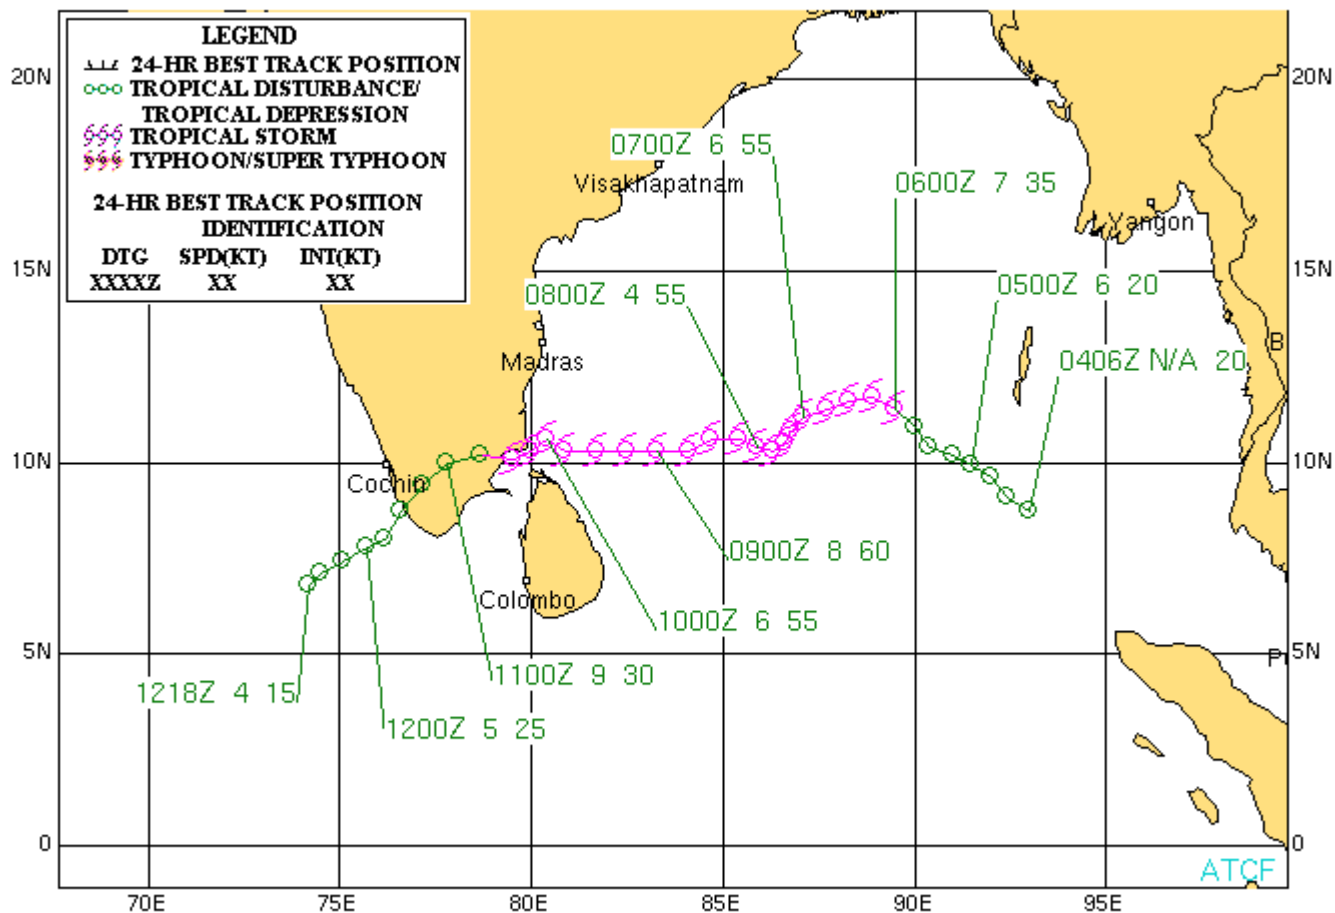 LEGEND
24-HR BEST TRACK POSITION
TROPICAL DISTURBANCE/
TROPICAL DEPRESSION
TROPICAL STORM
TYPHOON/SUPER TYPHOON
24-HR BEST TRACK POSITION
IDENTIFICATION
DTG SPD(KT) INT(KT)
XXXXZ XX XX
20N
20N
0700Z 6 55
Visakhapatnam
0600Z 7 35
Yangon
15N
15N
0800Z 4 55
0500Z 6 20
Madras
B
0406Z N/A 20
10N
10N
Cochin
0900Z 8 60
Colombo
1000Z 6 55
5N
5N
1100Z 9 30
1218Z 4 15
1200Z 5 25
0
0
ATCF
70E 75E 80E 85E 90E 95E